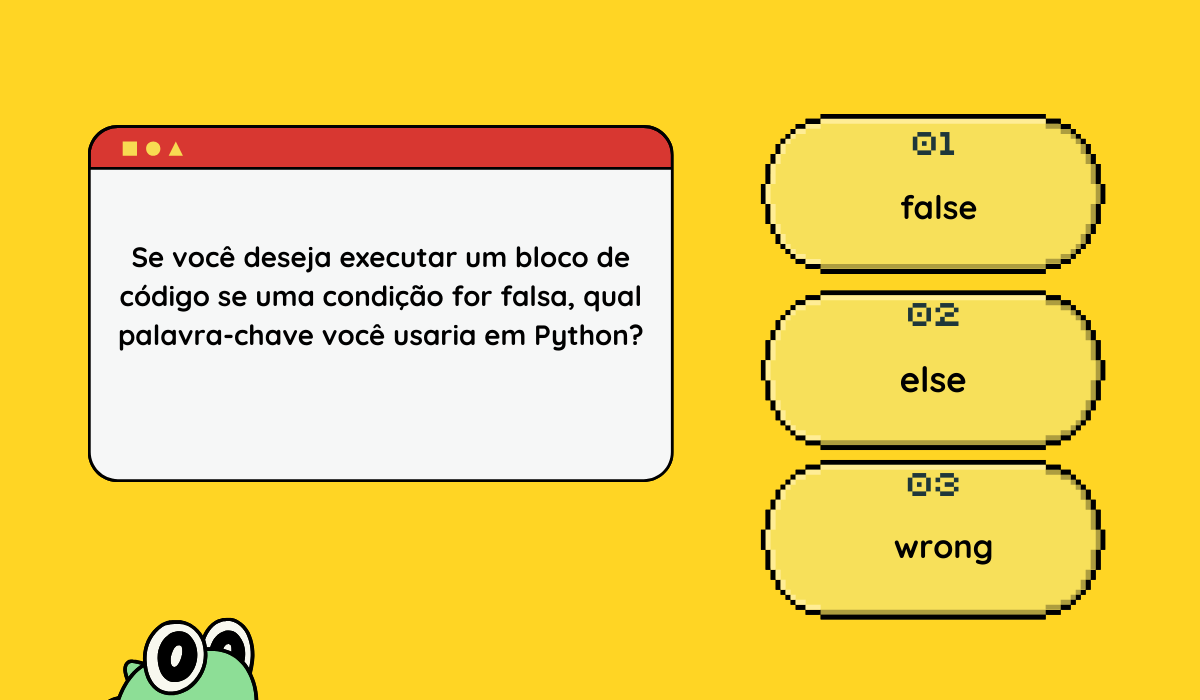 Se você deseja executar um bloco de
código se uma condição for falsa, qual
palavra-chave você usaria em Python?
01
false
02
else
03
wrong